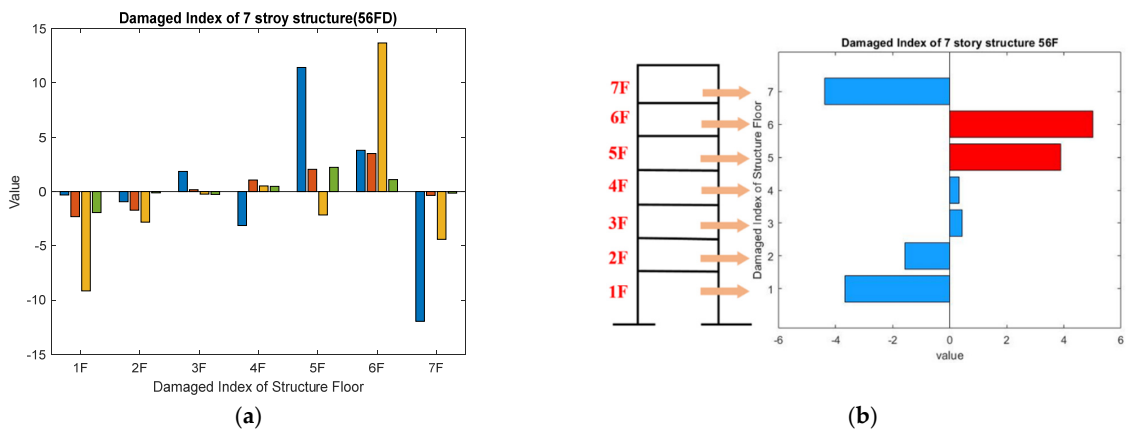 Damaged Index of 7 stroy structure(56FD)
15
10
5
0
-5
-10
-15
Value
1F 2F 3F 4F 5F 6F 7F
Damaged Index of Structure Floor
(a)
7F
6F
5F
4F
3F
2F
1F
Damaged Index of 7 story structure 56F
Damaged Index of Structure Floor
7
6
5
4
3
2
1
-6 -4 -2 0 2 4 6
value
(b)